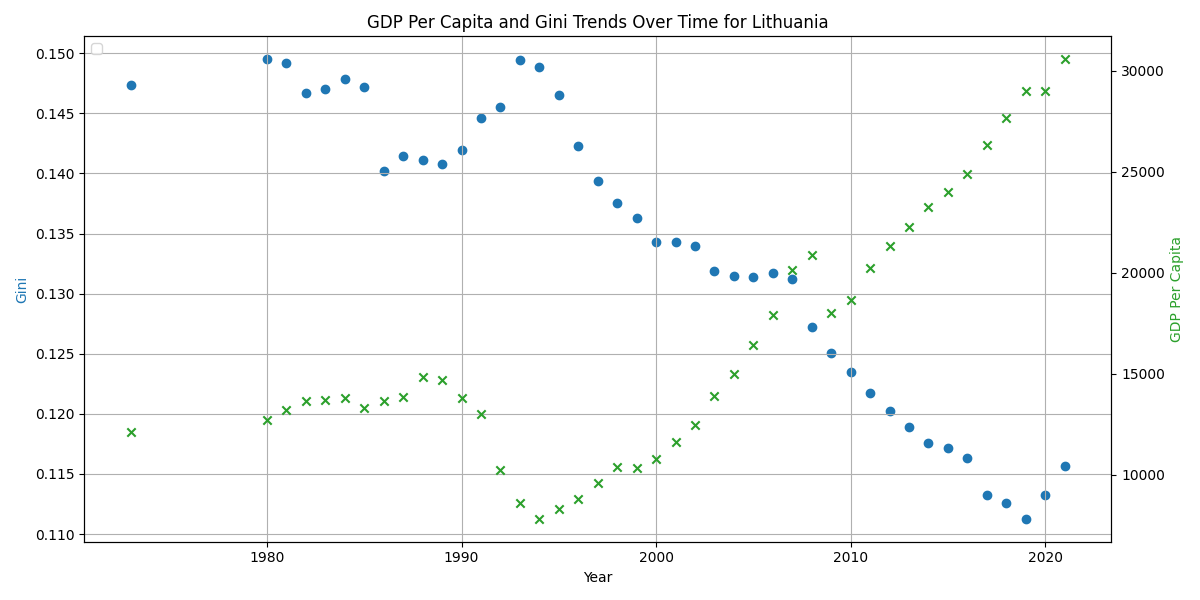 GDP Per Capita and Gini Trends Over Time for Lithuania
0.150
0.145
0.140
0.135
0.130
0.125
0.120
0.115
0.110
Gini
30000
25000
20000
15000
10000
GDP Per Capita
1980 1990 2000 2010 2020
Year